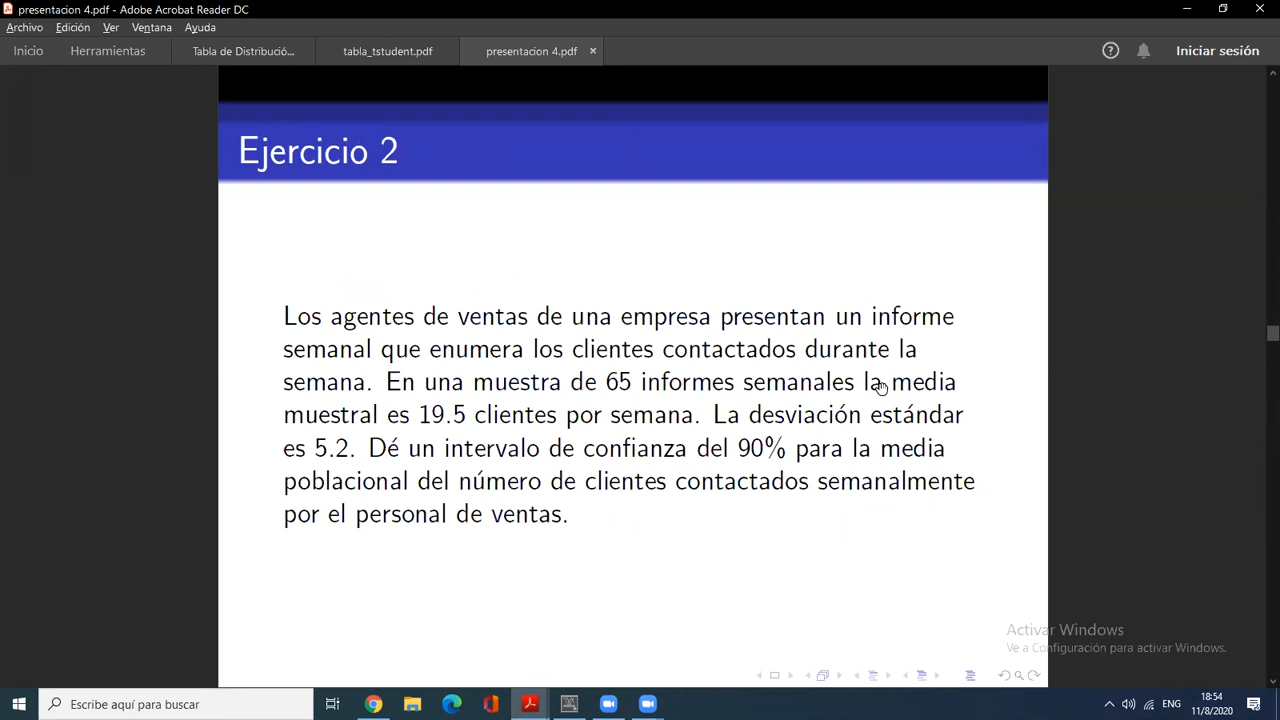 presentacion 4.pdf - Adobe Acrobat Reader DC
Archivo Edición Ver Ventana Ayuda
Inicio Herramientas Tabla de Distribució... tabla_tstudent.pdf presentacion 4.pdf × Iniciar sesión
Ejercicio 2
Los agentes de ventas de una empresa presentan un informe
semanal que enumera los clientes contactados durante la
semana. En una muestra de 65 informes semanales la media
muestral es 19.5 clientes por semana. La desviación estándar
es 5.2. Dé un intervalo de confianza del 90% para la media
poblacional del número de clientes contactados semanalmente
por el personal de ventas.
Activar Windows
Ve a Configuración para activar Windows.
Escribe aquí para buscar
ENG
18:54
11/8/2020